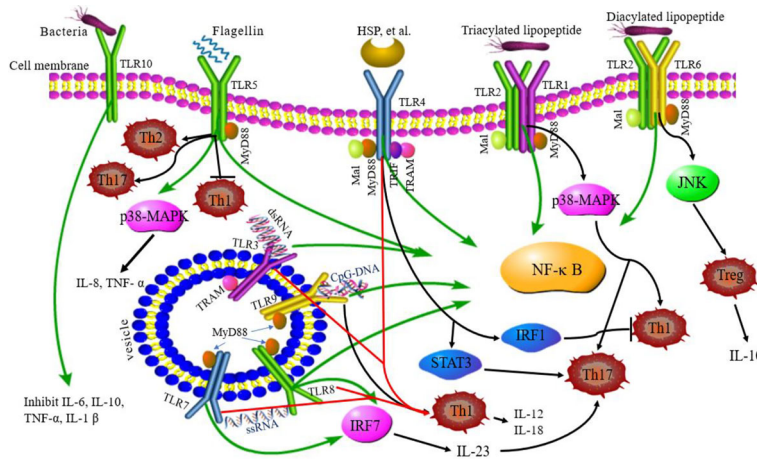 Bacteria
Flagellin
HSP, et al.
Triacylated lipopeptide
Diacylated lipopeptide
Cell membrane
TLR10
TLR5
TLR4
TLR2
TLR1
TLR2
TLR6
MyD88
Mal
MyD88
TRIF
TRAM
Mal
MyD88
Mal
MyD88
Th2
Th17
Th1
p38-MAPK
p38-MAPK
JNK
dsRNA
TLR3
IL-8, TNF- α
TRAM
TLR9
CpG-DNA
NF-κ B
Treg
vesicle
MyD88
IRF1
Th1
STAT3
Th17
IL-10
Inhibit IL-6, IL-10,
TNF-α, IL-1 β
TLR7
TLR8
ssRNA
IRF7
Th1
IL-12
IL-18
IL-23